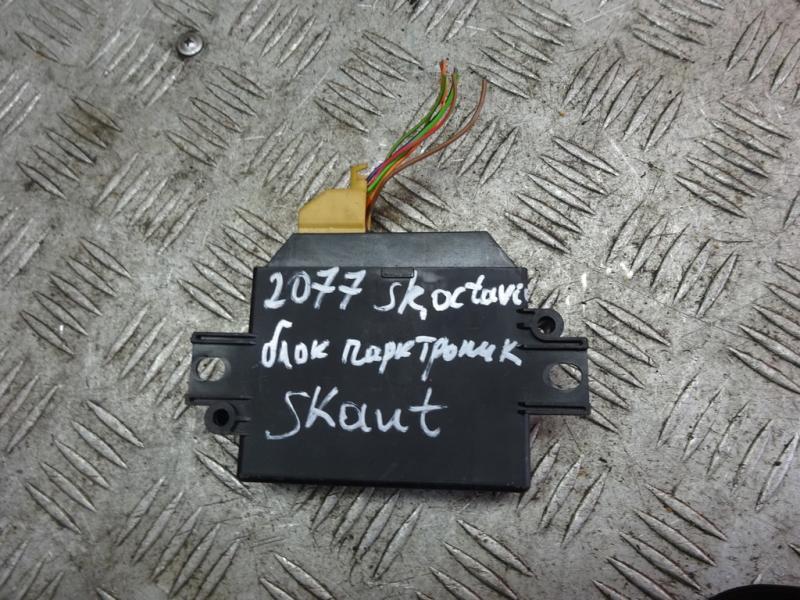 2077 sk, octavi
блок парктроник
SKaut